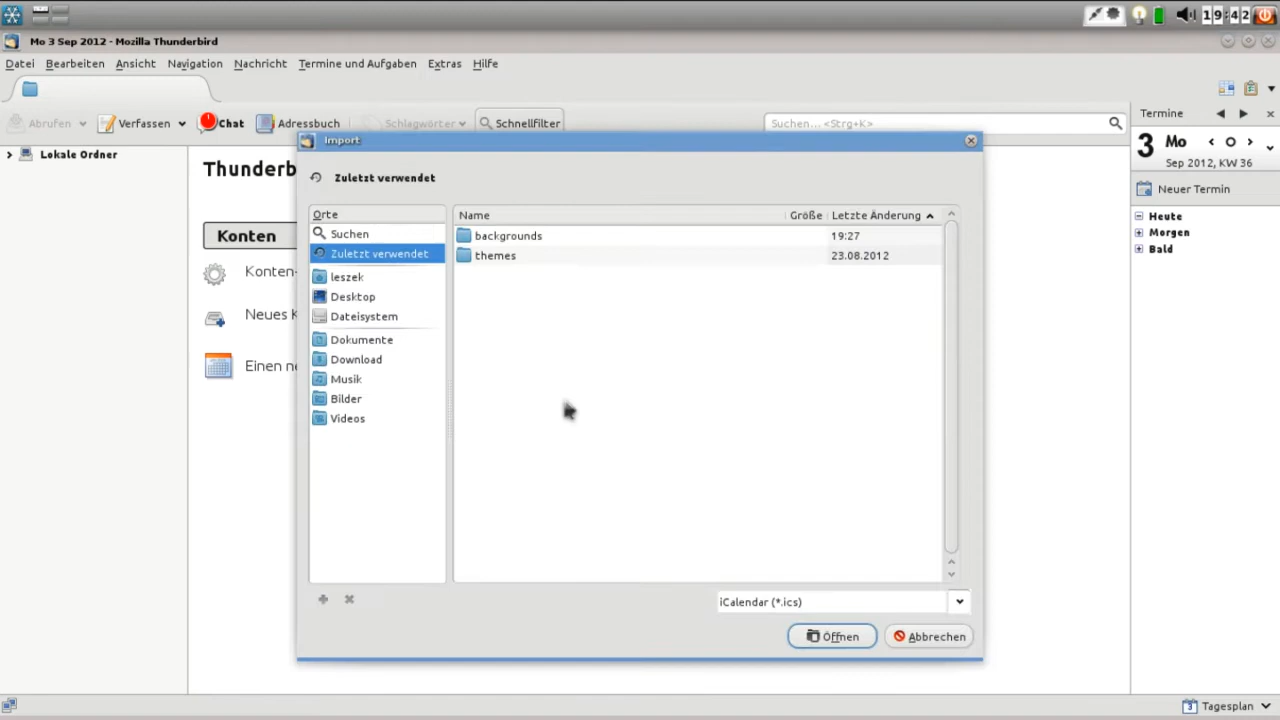 19:42
Mo 3 Sep 2012 - Mozilla Thunderbird
Datei Bearbeiten Ansicht Navigation Nachricht Termine und Aufgaben Extras Hilfe
Abrufen Verfassen Chat Adressbuch Schlagwörter Schnellfilter Suchen... <Strg+K>
Termine
3 Mo
Sep 2012, KW 36
Neuer Termin
Heute
Morgen
Bald
Lokale Ordner
Thunderb
Konten
Konten-
Neues K
Einen ne
Import
Zuletzt verwendet
Orte
Suchen
Zuletzt verwendet
leszek
Desktop
Dateisystem
Dokumente
Download
Musik
Bilder
Videos
Name Größe Letzte Änderung
backgrounds 19:27
themes 23.08.2012
iCalendar (*.ics)
Öffnen Abbrechen
3 Tagesplan